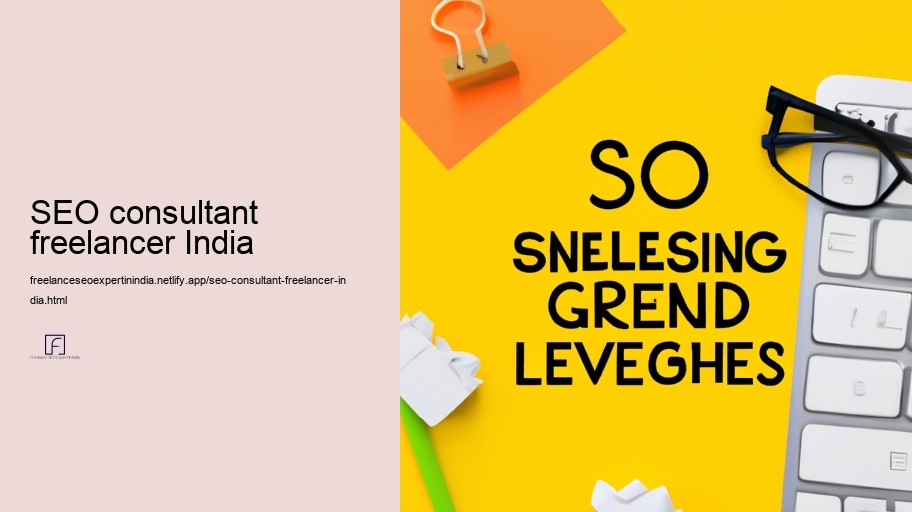 SEO consultant
freelancer India
freelanceseoexpertinindia.netlify.app/seo-consultant-freelancer-in
dia.html
SO
SNELESING
GREND
LEVEGHES